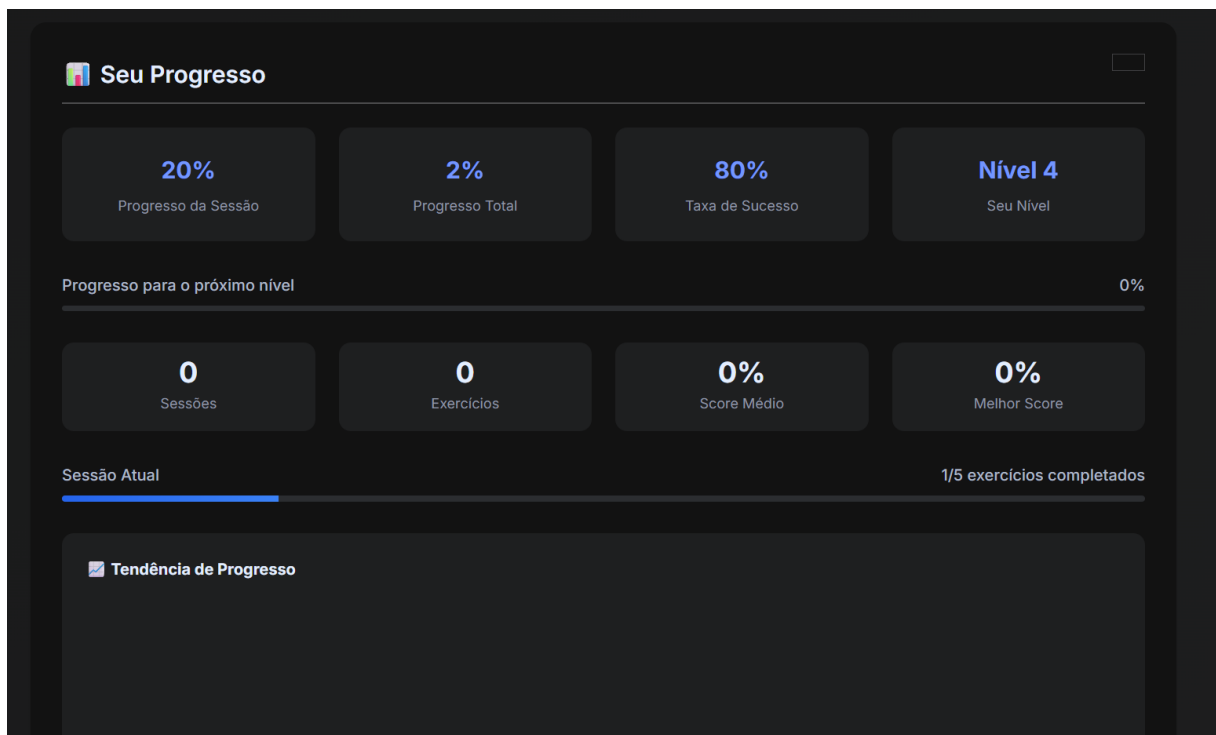 Seu Progresso
20%
Progresso da Sessão
2%
Progresso Total
80%
Taxa de Sucesso
Nível 4
Seu Nível
Progresso para o próximo nível
0%
0
Sessões
0
Exercícios
0%
Score Médio
0%
Melhor Score
Sessão Atual
1/5 exercícios completados
Tendência de Progresso